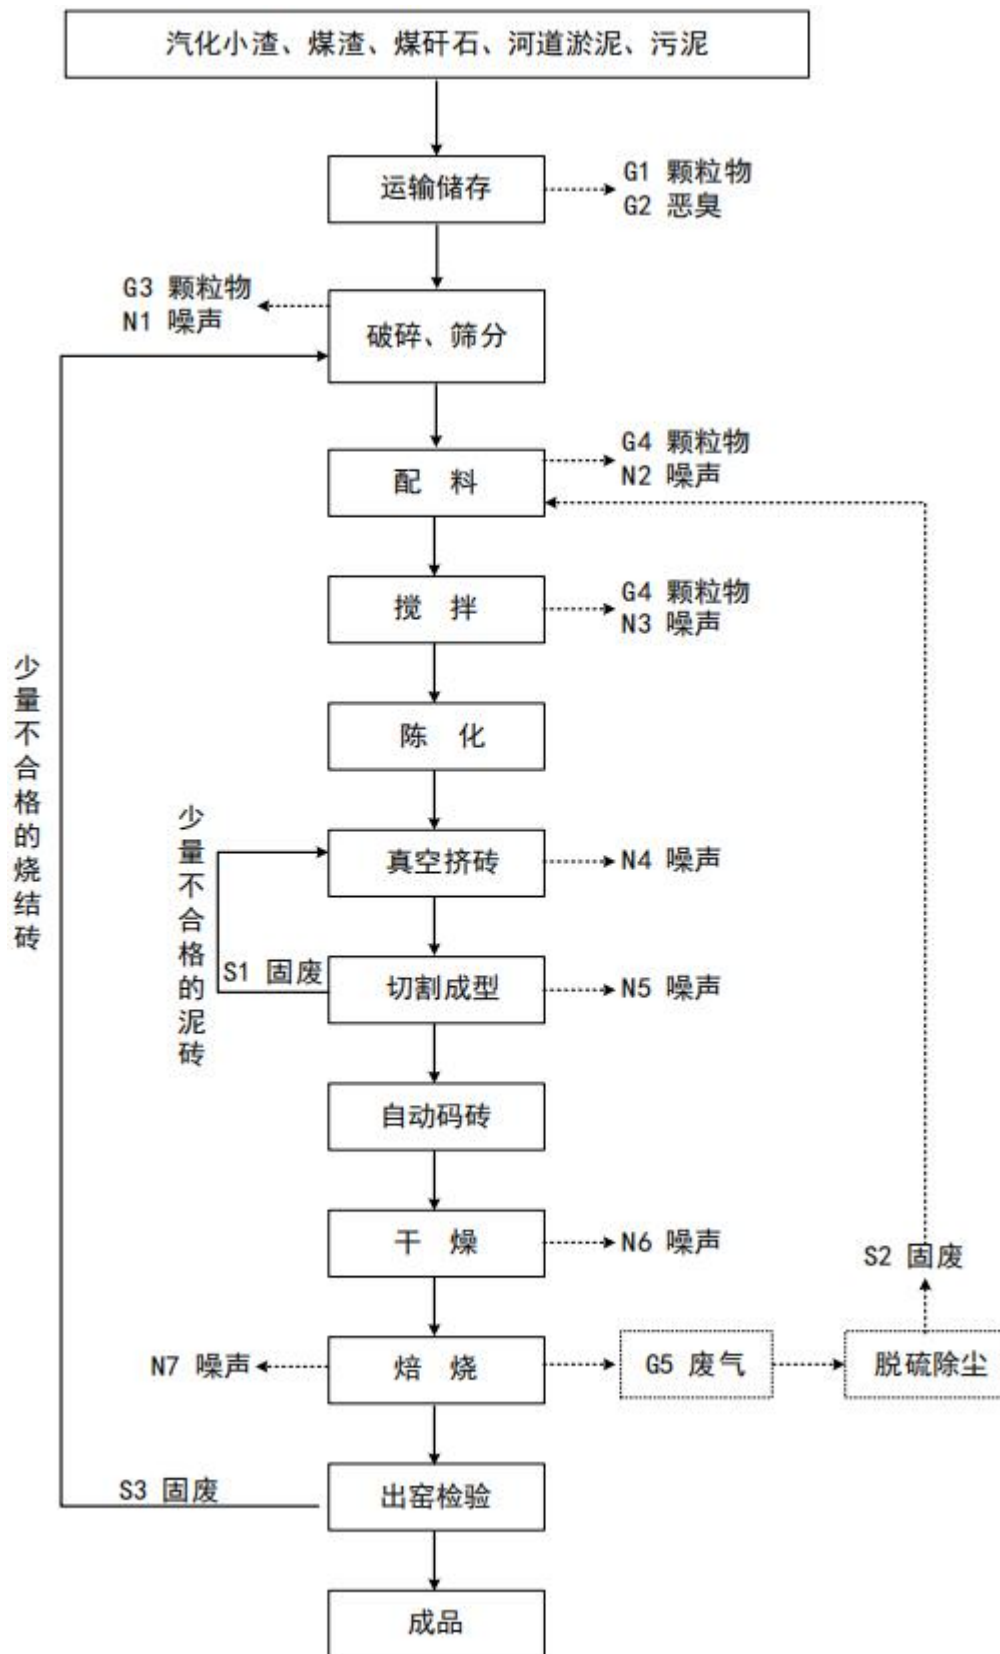 汽化小渣、煤渣、煤矸石、河道淤泥、污泥
运输储存
G1 颗粒物
G2 恶臭
G3 颗粒物
N1 噪声
破碎、筛分
配 料
G4 颗粒物
N2 噪声
搅 拌
G4 颗粒物
N3 噪声
陈 化
少量不合格的烧结砖
少量不合格的泥砖
真空挤砖
N4 噪声
S1 固废
切割成型
N5 噪声
自动码砖
干 燥
N6 噪声
S2 固废
N7 噪声
焙 烧
G5 废气
脱硫除尘
S3 固废
出窑检验
成品